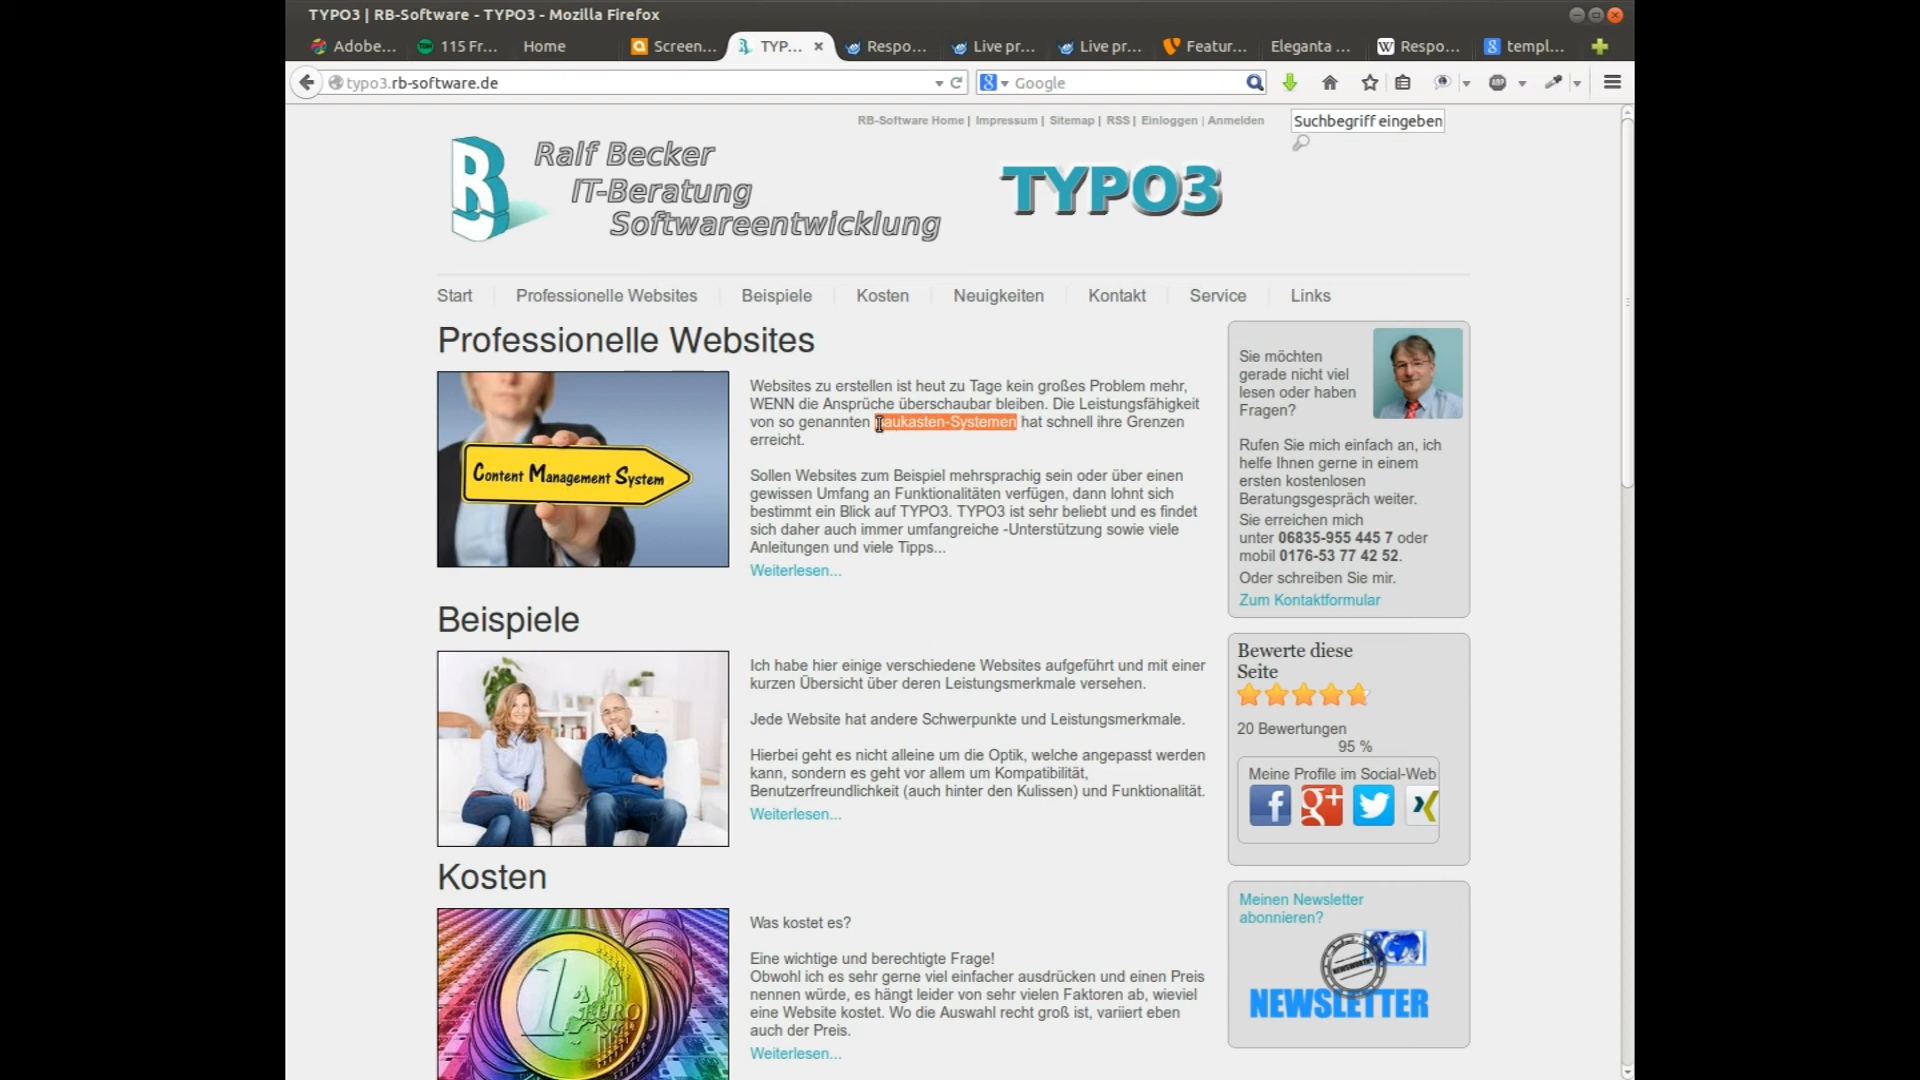 TYPO3 | RB-Software - TYPO3 - Mozilla Firefox
Adobe... 115 Fr... Home Screen... TYP... Respo... Live pr... Live pr... Featur... Eleganta ... Respo... templ...
typo3.rb-software.de
Google
RB-Software Home | Impressum | Sitemap | RSS | Einloggen | Anmelden
Suchbegriff eingeben
Ralf Becker
IT-Beratung
Softwareentwicklung
TYPO3
Start Professionelle Websites Beispiele Kosten Neuigkeiten Kontakt Service Links
Professionelle Websites
Content Management System
Websites zu erstellen ist heut zu Tage kein großes Problem mehr,
WENN die Ansprüche überschaubar bleiben. Die Leistungsfähigkeit
von so genannten Baukasten-Systemen hat schnell ihre Grenzen
erreicht.
Sollen Websites zum Beispiel mehrsprachig sein oder über einen
gewissen Umfang an Funktionalitäten verfügen, dann lohnt sich
bestimmt ein Blick auf TYPO3. TYPO3 ist sehr beliebt und es findet
sich daher auch immer umfangreiche -Unterstützung sowie viele
Anleitungen und viele Tipps...
Weiterlesen...
Beispiele
Ich habe hier einige verschiedene Websites aufgeführt und mit einer
kurzen Übersicht über deren Leistungsmerkmale versehen.
Jede Website hat andere Schwerpunkte und Leistungsmerkmale.
Hierbei geht es nicht alleine um die Optik, welche angepasst werden
kann, sondern es geht vor allem um Kompatibilität,
Benutzerfreundlichkeit (auch hinter den Kulissen) und Funktionalität.
Weiterlesen...
Kosten
1
EURO
Was kostet es?
Eine wichtige und berechtigte Frage!
Obwohl ich es sehr gerne viel einfacher ausdrücken und einen Preis
nennen würde, es hängt leider von sehr vielen Faktoren ab, wieviel
eine Website kostet. Wo die Auswahl recht groß ist, variiert eben
auch der Preis.
Weiterlesen...
Sie möchten
gerade nicht viel
lesen oder haben
Fragen?
Rufen Sie mich einfach an, ich
helfe Ihnen gerne in einem
ersten kostenlosen
Beratungsgespräch weiter.
Sie erreichen mich
unter 06835-955 445 7 oder
mobil 0176-53 77 42 52.
Oder schreiben Sie mir.
Zum Kontaktformular
Bewerte diese
Seite
20 Bewertungen
95 %
Meine Profile im Social-Web
Meinen Newsletter
abonnieren?
NEWSWORTHY
NEWSLETTER